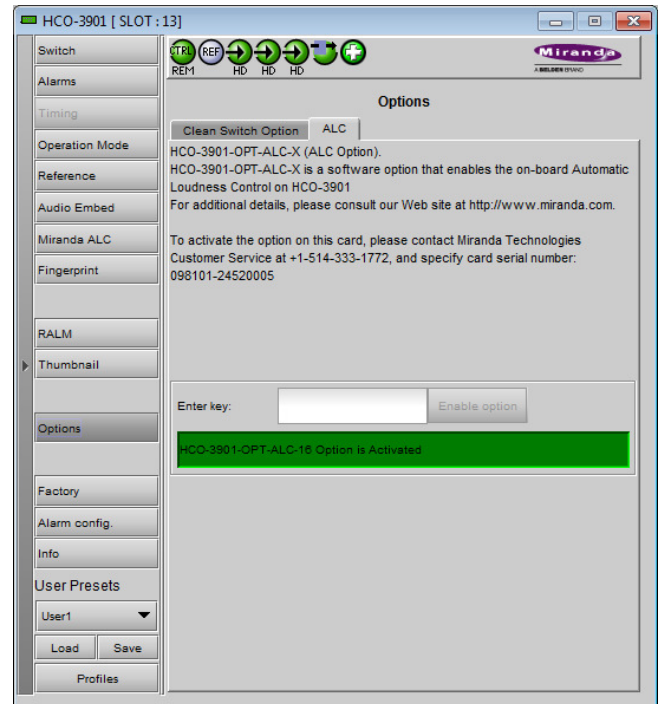 HCO-3901 [ SLOT : 13]
Switch
Alarms
Timing
Operation Mode
Reference
Audio Embed
Miranda ALC
Fingerprint
RALM
Thumbnail
Options
Factory
Alarm config.
Info
User Presets
User1
Load Save
Profiles
CTRL REF
REM HD HD HD
Miranda
A BELDEN BRAND
Options
Clean Switch Option ALC
HCO-3901-OPT-ALC-X (ALC Option).
HCO-3901-OPT-ALC-X is a software option that enables the on-board Automatic
Loudness Control on HCO-3901
For additional details, please consult our Web site at http://www.miranda.com.
To activate the option on this card, please contact Miranda Technologies
Customer Service at +1-514-333-1772, and specify card serial number:
098101-24520005
Enter key: Enable option
HCO-3901-OPT-ALC-16 Option is Activated